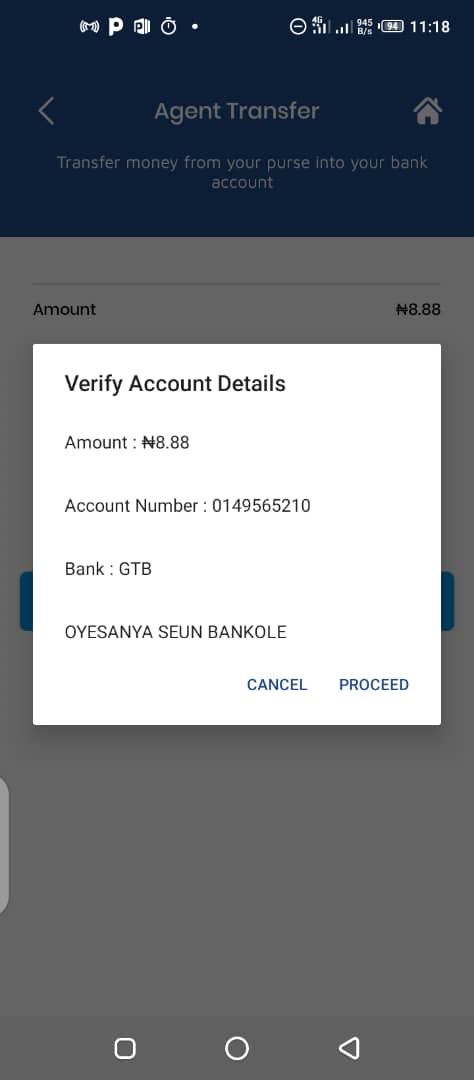 4G 945 B/s 94 11:18
Agent Transfer
Transfer money from your purse into your bank
account
Amount ₦8.88
Verify Account Details
Amount : ₦8.88
Account Number : 0149565210
Bank : GTB
OYESANYA SEUN BANKOLE
CANCEL PROCEED